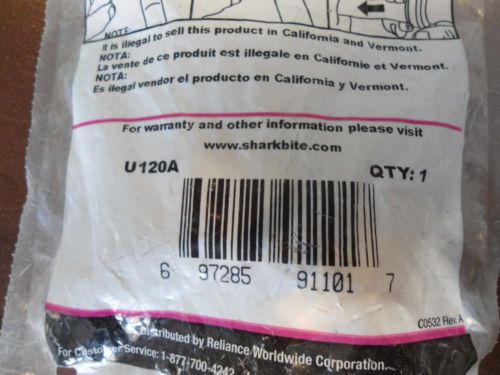 NOTE:
It is illegal to sell this product in California and Vermont.
NOTA:
La vente de ce produit est illegale en Californie et Vermont.
NOTA:
Es ilegal vendor el producto en California y Vermont.
For warranty and other information please visit
www.sharkbite.com
U120A QTY: 1
6 97285 91101 7
C0532 Rev. A
Distributed by Reliance Worldwide Corporation.
For Customer Service: 1-877-700-4242